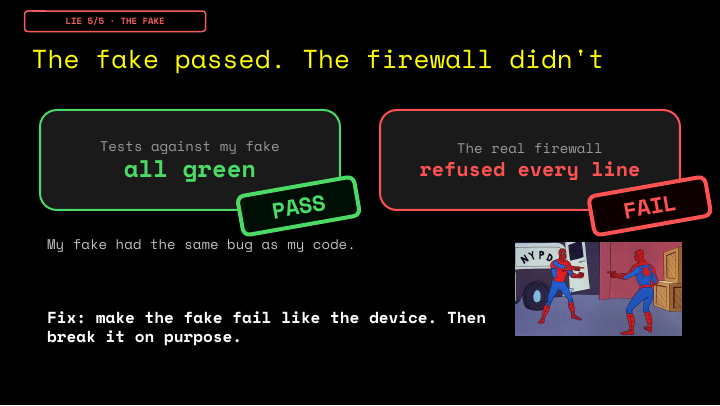 LIE 5/5 · THE FAKE
The fake passed. The firewall didn't
Tests against my fake
all green
PASS
The real firewall
refused every line
FAIL
My fake had the same bug as my code.
NYPD
Fix: make the fake fail like the device. Then
break it on purpose.